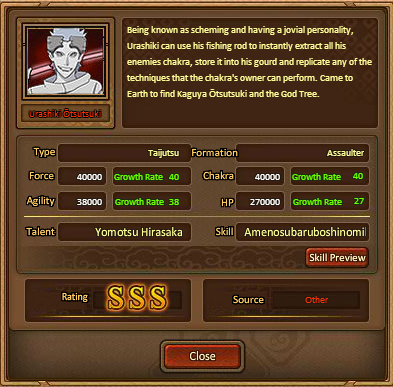 Being known as scheming and having a jovial personality,
Urashiki can use his fishing rod to instantly extract all his
enemies chakra, store it into his gourd and replicate any of the
techniques that the chakra's owner can perform. Came to
Earth to find Kaguya Ōtsutsuki and the God Tree.
Urashiki Ōtsutsuki
Type Taijutsu Formation Assaulter
Force 40000 Growth Rate 40 Chakra 40000 Growth Rate 40
Agility 38000 Growth Rate 38 HP 270000 Growth Rate 27
Talent Yomotsu Hirasaka Skill Amenosubaruboshinomi
Skill Preview
Rating SSS Source Other
Close